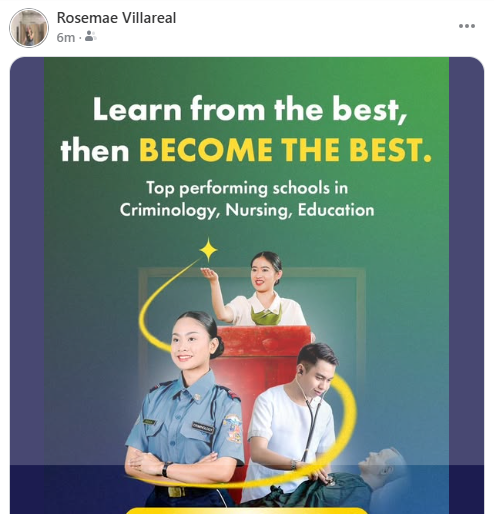 Rosemae Villareal
6m ·
Learn from the best,
then BECOME THE BEST.
Top performing schools in
Criminology, Nursing, Education